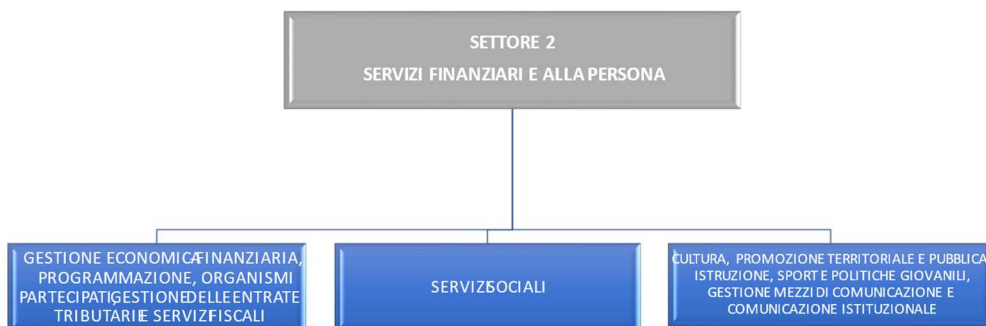 SETTORE 2
SERVIZI FINANZIARI E ALLA PERSONA
GESTIONE ECONOMICA FINANZIARIA,
PROGRAMMAZIONE, ORGANISMI
PARTECIPATI, GESTIONE DELLE ENTRATE
TRIBUTARI E SERVIZI FISCALI
SERVIZI SOCIALI
CULTURA, PROMOZIONE TERRITORIALE E PUBBLICA
ISTRUZIONE, SPORT E POLITICHE GIOVANILI,
GESTIONE MEZZI DI COMUNICAZIONE E
COMUNICAZIONE ISTITUZIONALE